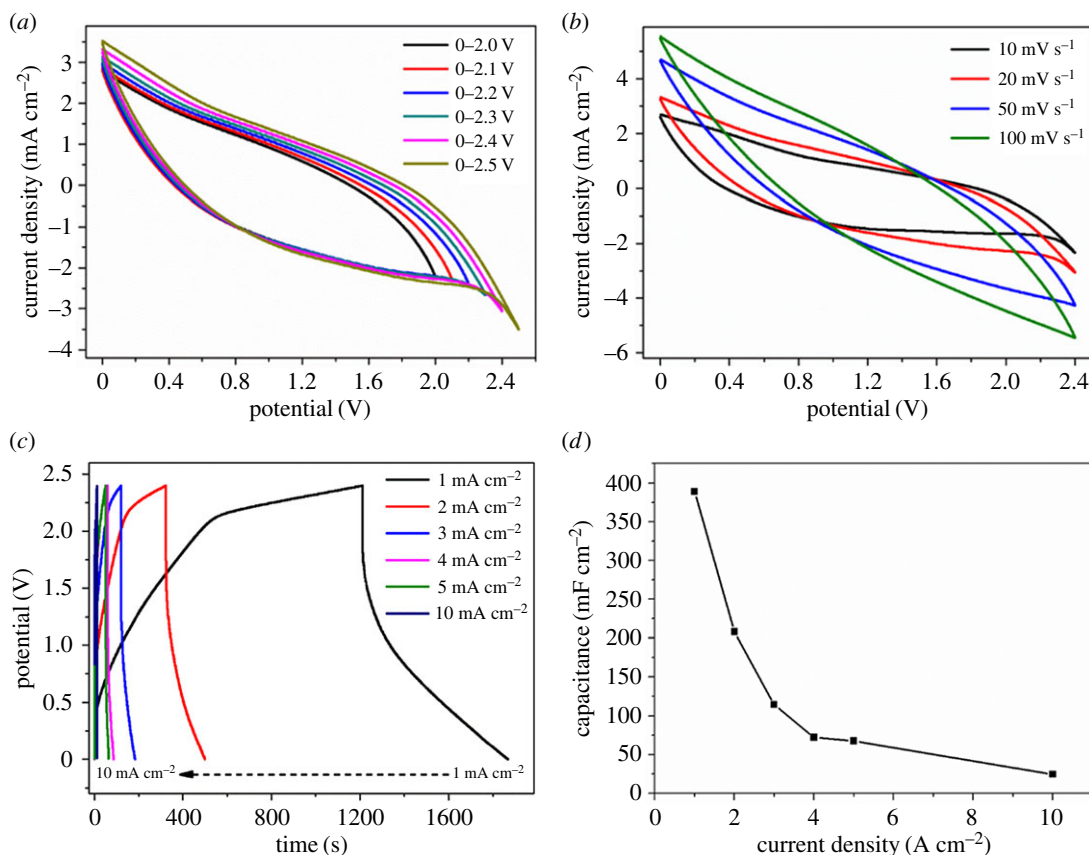 (a)
current density (mA cm–2)
3
2
1
0
–1
–2
–3
–4
0–2.0 V
0–2.1 V
0–2.2 V
0–2.3 V
0–2.4 V
0–2.5 V
0 0.4 0.8 1.2 1.6 2.0 2.4
potential (V)
(b)
current density (mA cm–2)
6
4
2
0
–2
–4
–6
10 mV s–1
20 mV s–1
50 mV s–1
100 mV s–1
0 0.4 0.8 1.2 1.6 2.0 2.4
potential (V)
(c)
potential (V)
2.5
2.0
1.5
1.0
0.5
0
1 mA cm–2
2 mA cm–2
3 mA cm–2
4 mA cm–2
5 mA cm–2
10 mA cm–2
10 mA cm–2 1 mA cm–2
0 400 800 1200 1600
time (s)
(d)
capacitance (mF cm–2)
400
375
300
250
200
150
100
50
0
0 2 4 6 8 10
current density (A cm–2)